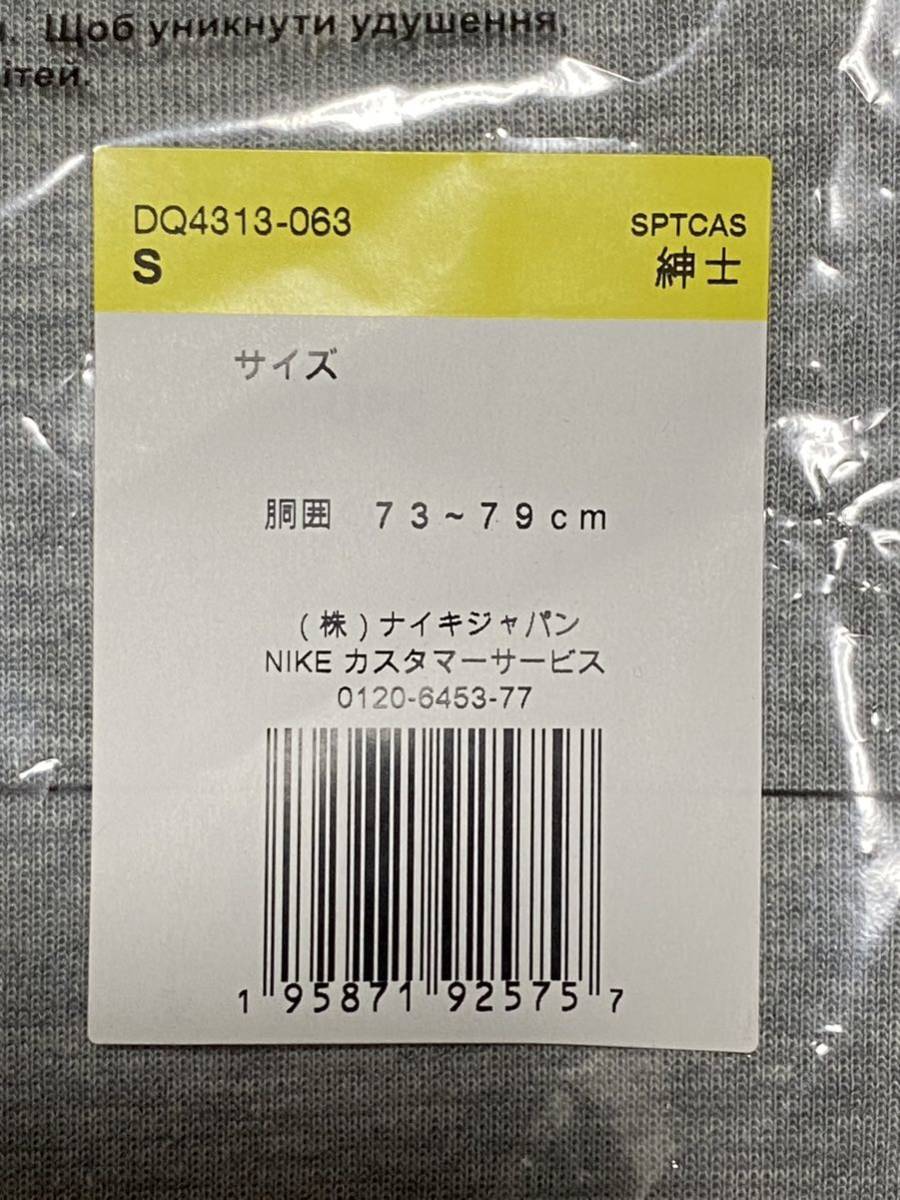 Щоб уникнути удушення,
DQ4313-063
SPTCAS
S
紳士
サイズ
胴囲 73~79cm
(株)ナイキジャパン
NIKE カスタマーサービス
0120-6453-77
1 95871 92575 7